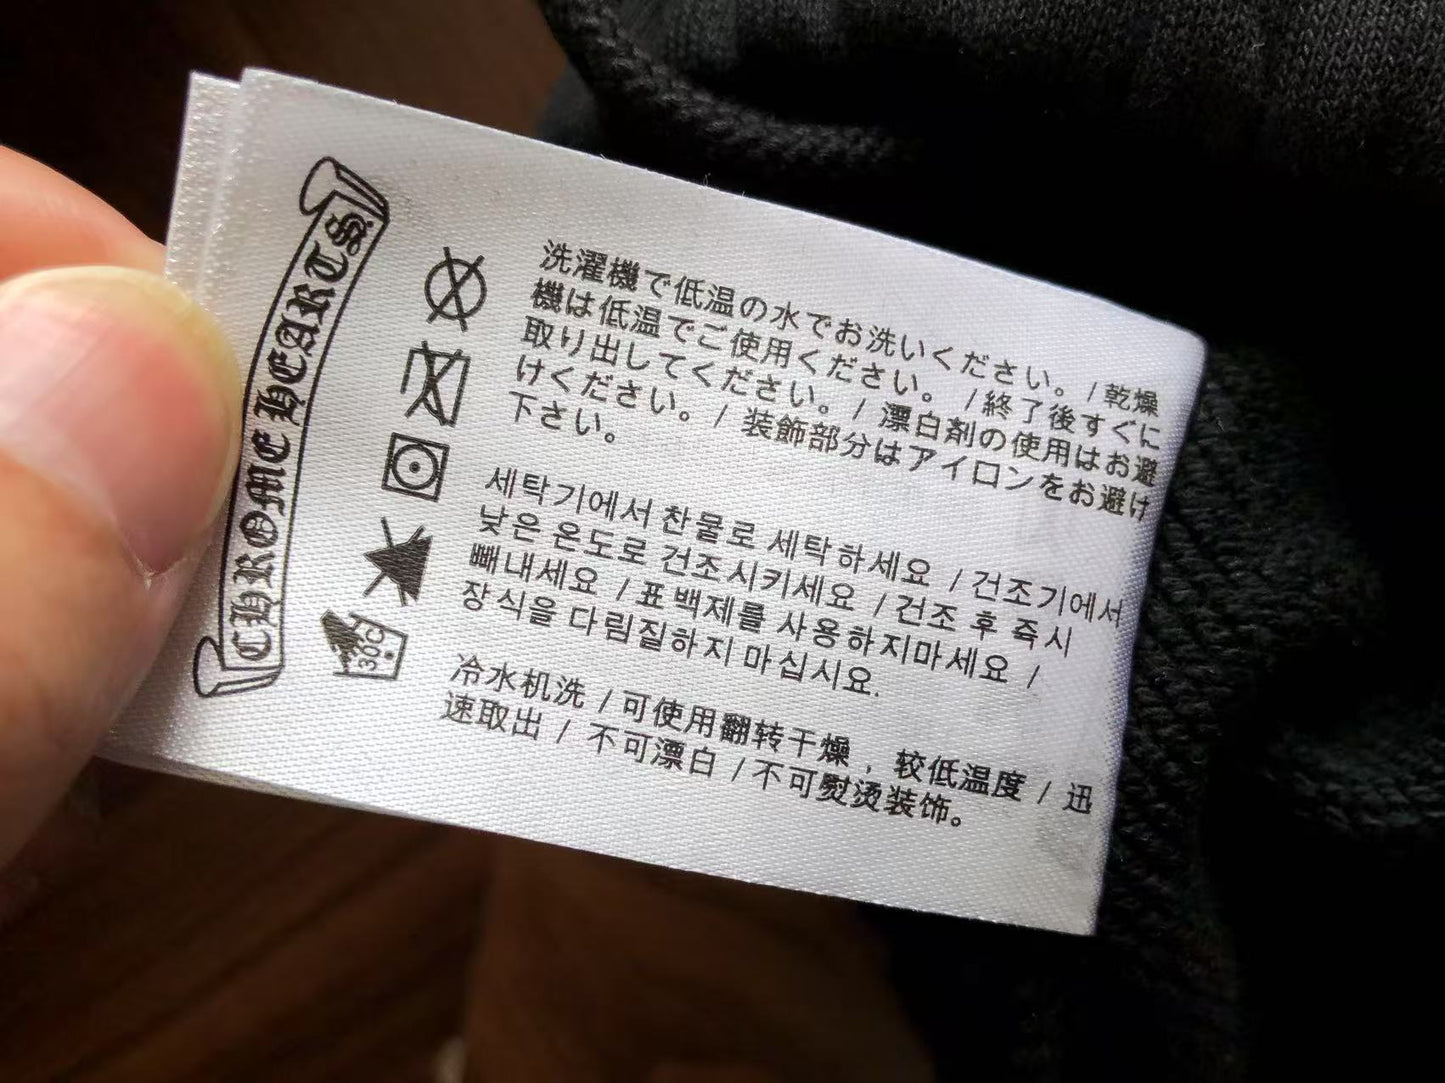 CHROME HEARTS
洗濯機で低温の水でお洗いください。 / 乾燥
機は低温でご使用ください。 / 終了後すぐに
取り出してください。 / 漂白剤の使用はお避
けください。 / 装飾部分はアイロンをお避け
下さい。
세탁기에서 찬물로 세탁하세요 / 건조기에서
낮은 온도로 건조시키세요 / 건조 후 즉시
빼내세요 / 표백제를 사용하지마세요 /
장식을 다림질하지 마십시요.
30C
冷水机洗 / 可使用翻转干燥，较低温度 / 迅
速取出 / 不可漂白 / 不可熨烫装饰。